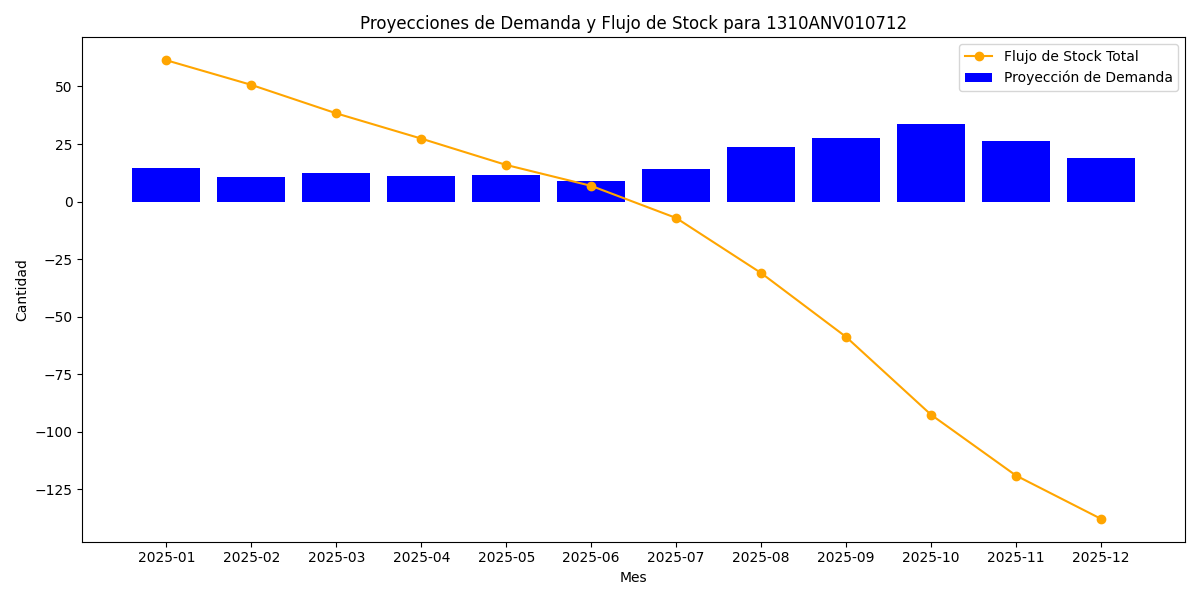 Proyecciones de Demanda y Flujo de Stock para 1310ANV010712
Flujo de Stock Total
Proyección de Demanda
Cantidad
50
25
0
−25
−50
−75
−100
−125
2025-01 2025-02 2025-03 2025-04 2025-05 2025-06 2025-07 2025-08 2025-09 2025-10 2025-11 2025-12
Mes